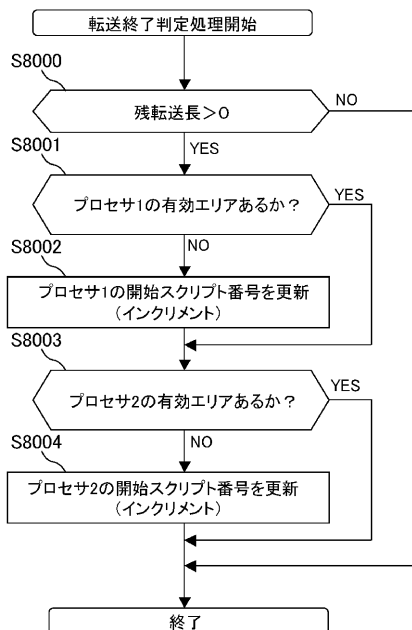 転送終了判定処理開始
S8000
残転送長＞0
NO
YES
S8001
プロセサ1の有効エリアあるか？
YES
NO
S8002
プロセサ1の開始スクリプト番号を更新
（インクリメント）
S8003
プロセサ2の有効エリアあるか？
YES
NO
S8004
プロセサ2の開始スクリプト番号を更新
（インクリメント）
終了